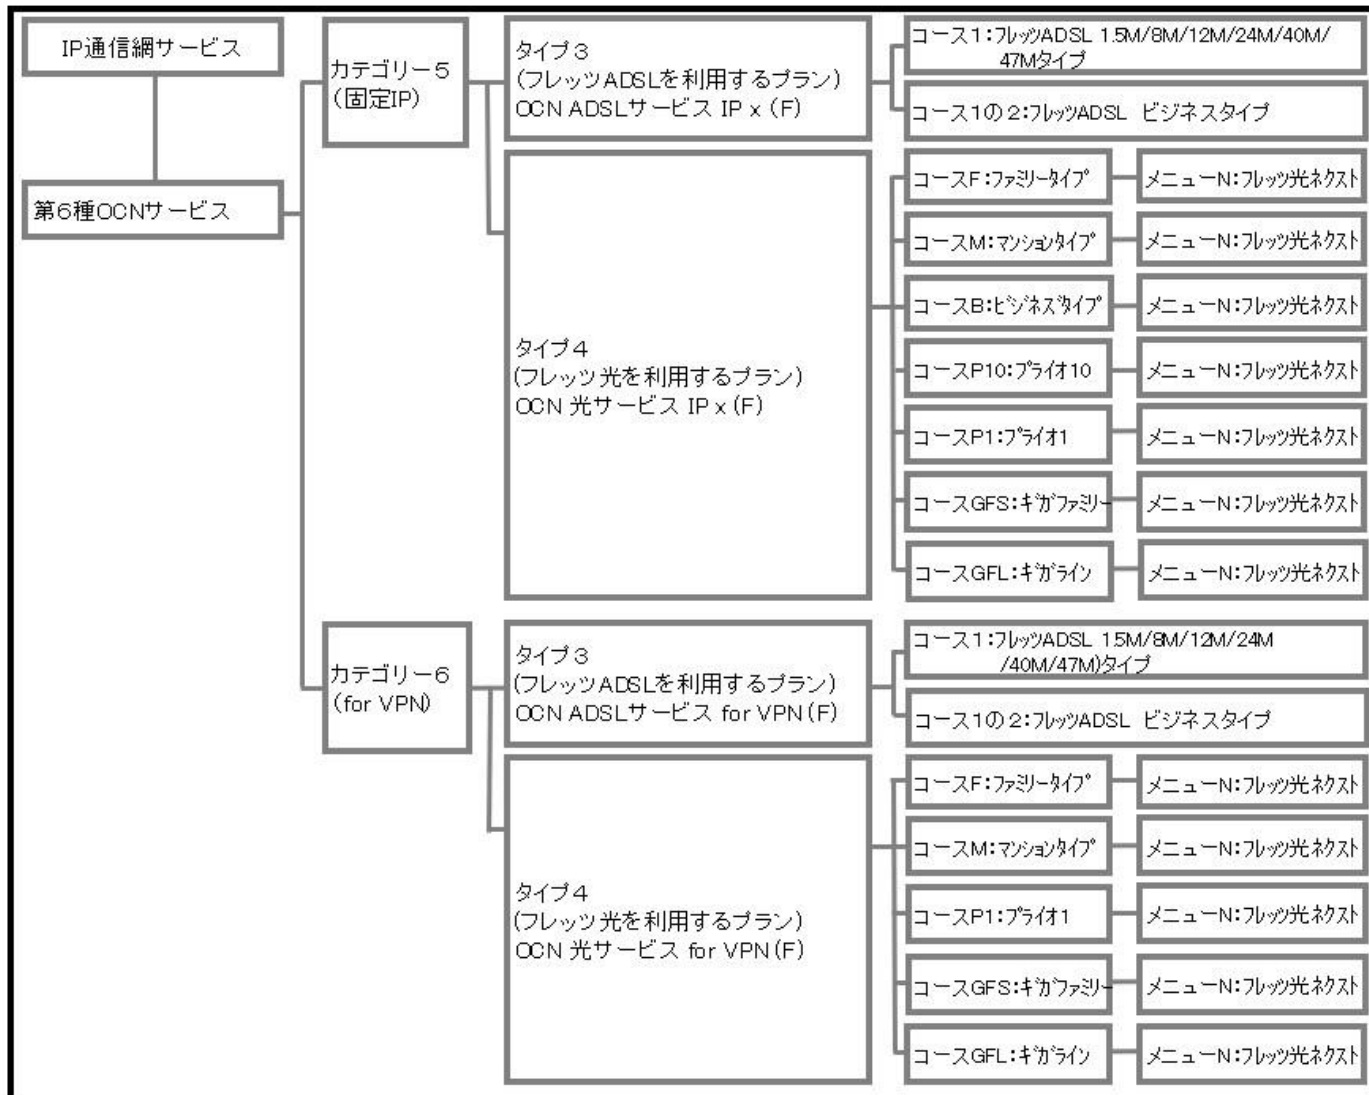 IP通信網サービス
第6種OCNサービス
カテゴリー5
(固定IP)
タイプ3
(フレッツADSLを利用するプラン)
OCN ADSLサービス IP x (F)
コース1:フレッツADSL 1.5M/8M/12M/24M/40M/
47Mタイプ
コース1の2:フレッツADSL ビジネスタイプ
タイプ4
(フレッツ光を利用するプラン)
OCN 光サービス IP x (F)
コースF:ファミリータイプ
メニューN:フレッツ光ネクスト
コースM:マンションタイプ
メニューN:フレッツ光ネクスト
コースB:ビジネスタイプ
メニューN:フレッツ光ネクスト
コースP10:プライオ10
メニューN:フレッツ光ネクスト
コースP1:プライオ1
メニューN:フレッツ光ネクスト
コースGFS:ギガファミリー
メニューN:フレッツ光ネクスト
コースGFL:ギガライン
メニューN:フレッツ光ネクスト
カテゴリー6
(for VPN)
タイプ3
(フレッツADSLを利用するプラン)
OCN ADSLサービス for VPN(F)
コース1:フレッツADSL 1.5M/8M/12M/24M
/40M/47M)タイプ
コース1の2:フレッツADSL ビジネスタイプ
タイプ4
(フレッツ光を利用するプラン)
OCN 光サービス for VPN(F)
コースF:ファミリータイプ
メニューN:フレッツ光ネクスト
コースM:マンションタイプ
メニューN:フレッツ光ネクスト
コースP1:プライオ1
メニューN:フレッツ光ネクスト
コースGFS:ギガファミリー
メニューN:フレッツ光ネクスト
コースGFL:ギガライン
メニューN:フレッツ光ネクスト